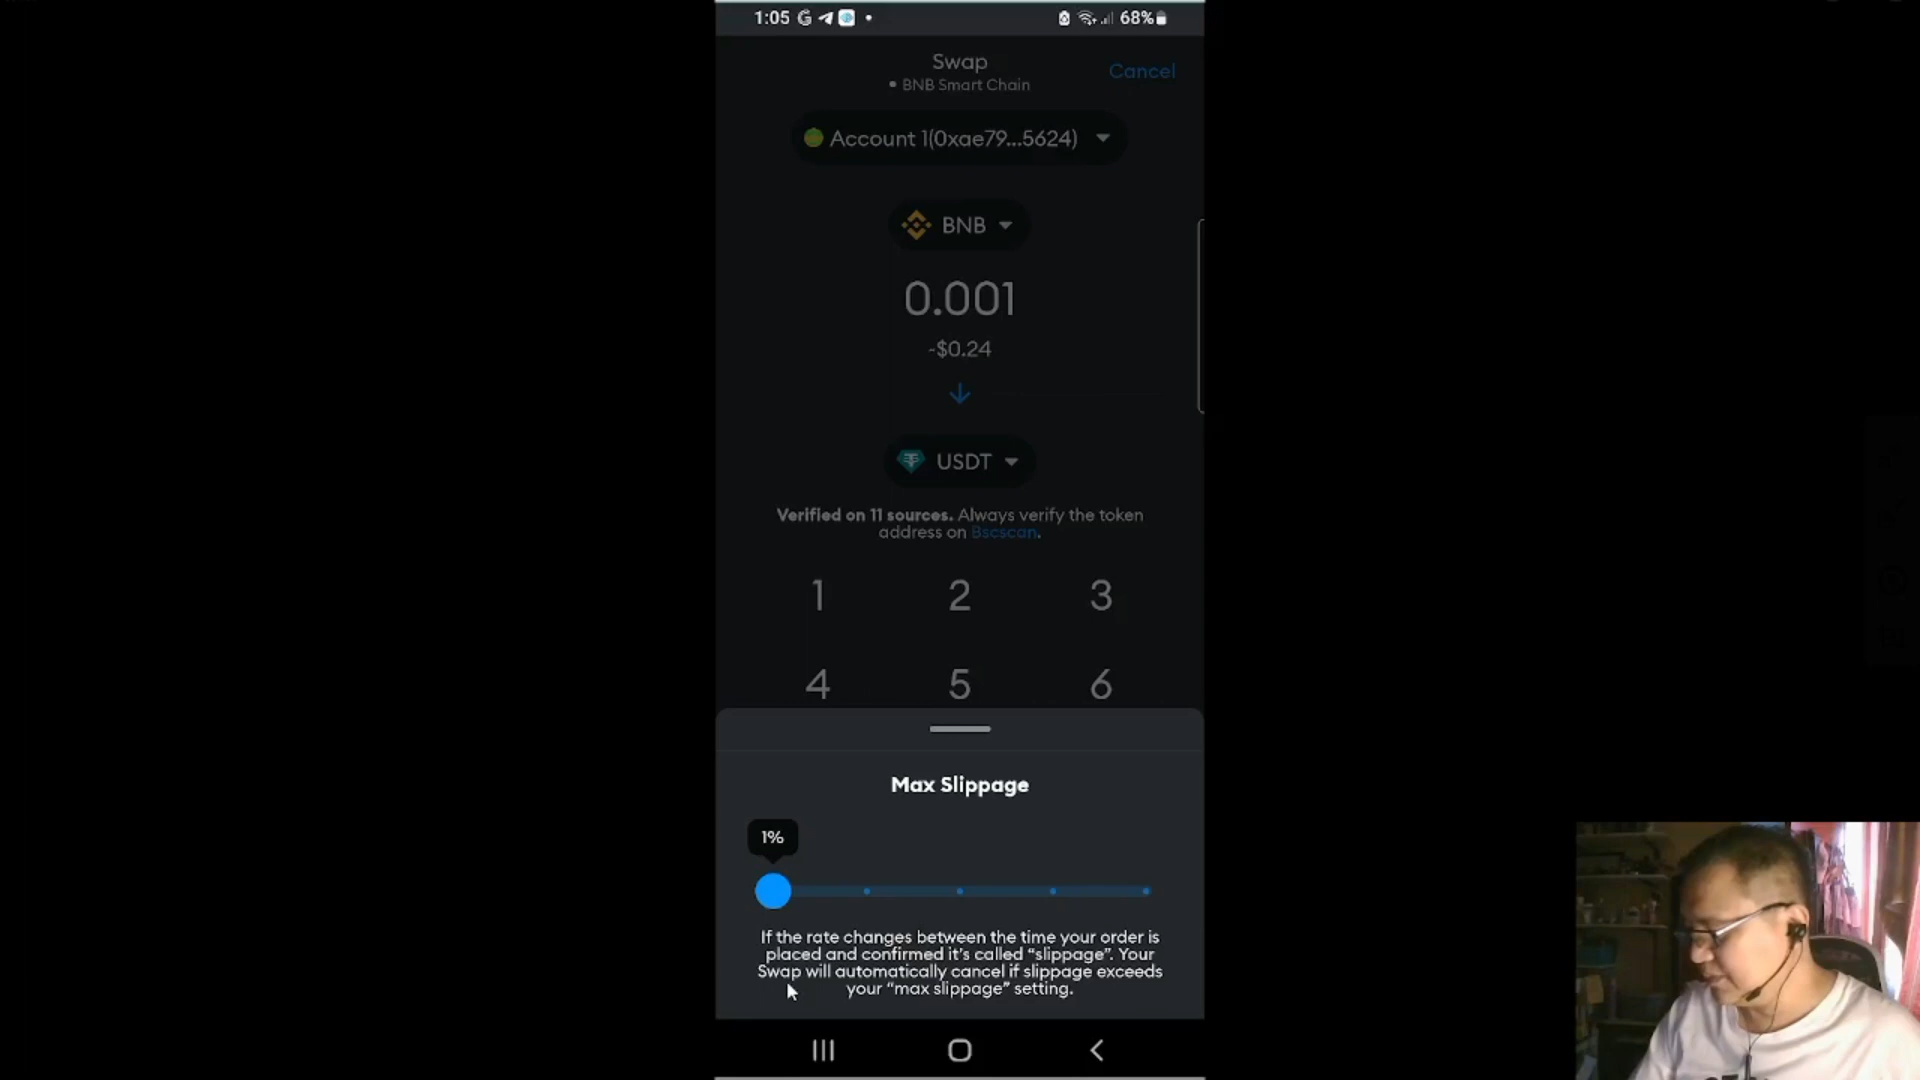 1:05 68%
Swap
BNB Smart Chain
Cancel
Account 1(0xae79...5624)
BNB
0.001
-$0.24
USDT
Verified on 11 sources. Always verify the token
address on Bscscan.
1 2 3
4 5 6
Max Slippage
1%
If the rate changes between the time your order is
placed and confirmed it's called “slippage”. Your
Swap will automatically cancel if slippage exceeds
your “max slippage” setting.